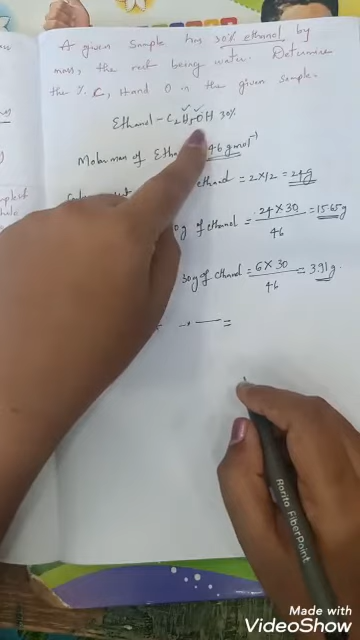 A given Sample has 30% ethanol by
mass, the rest being water. Determine
the % C, H and O in the given sample.
Ethanol - C2H5OH 30%
Molar mass of Etha 46 g mol⁻¹
ethanol = 2 x 12 = 24g
0g of ethanol = 24 x 30 / 46 = 15.65g
30g of ethanol = 6 x 30 / 46 = 3.91g.
Rorito FiberPoint
Made with
VideoShow